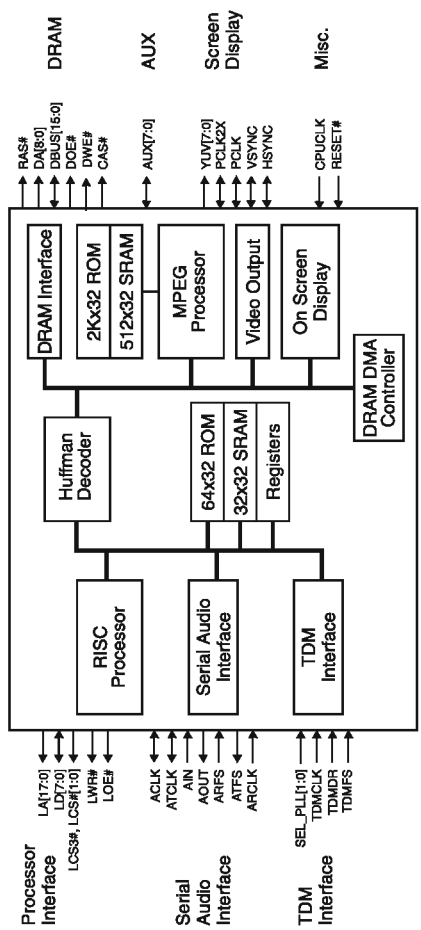 Processor
Interface
LA[17:0]
LD[7:0]
LCS3#, LCS#[1:0]
LWR#
LOE#
Serial
Audio
Interface
ACLK
ATCLK
AIN
AOUT
ARFS
ATFS
ARCLK
TDM
Interface
SEL_PLL[1:0]
TDMCLK
TDMDR
TDMFS
RISC
Processor
Serial Audio
Interface
TDM
Interface
Huffman
Decoder
64x32 ROM
32x32 SRAM
Registers
DRAM Interface
2Kx32 ROM
512x32 SRAM
MPEG
Processor
Video Output
On Screen
Display
DRAM DMA
Controller
RAS#
DA[8:0]
DBUS[15:0]
DOE#
DWE#
CAS#
DRAM
AUX[7:0]
AUX
YUV[7:0]
PCLK2X
PCLK
VSYNC
HSYNC
Screen
Display
CPUCLK
RESET#
Misc.